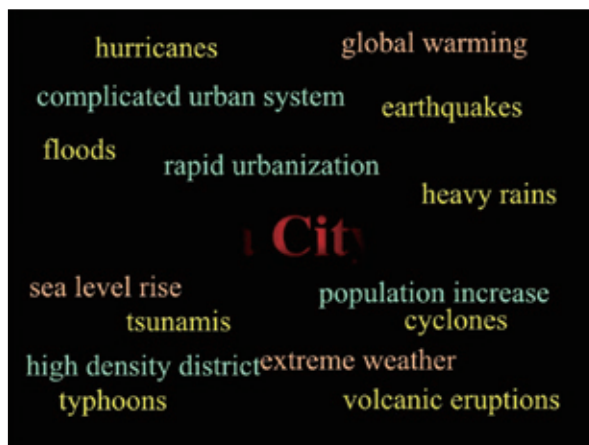 hurricanes
global warming
complicated urban system
earthquakes
floods
rapid urbanization
heavy rains
City
sea level rise
population increase
tsunamis
cyclones
high density district
extreme weather
typhoons
volcanic eruptions